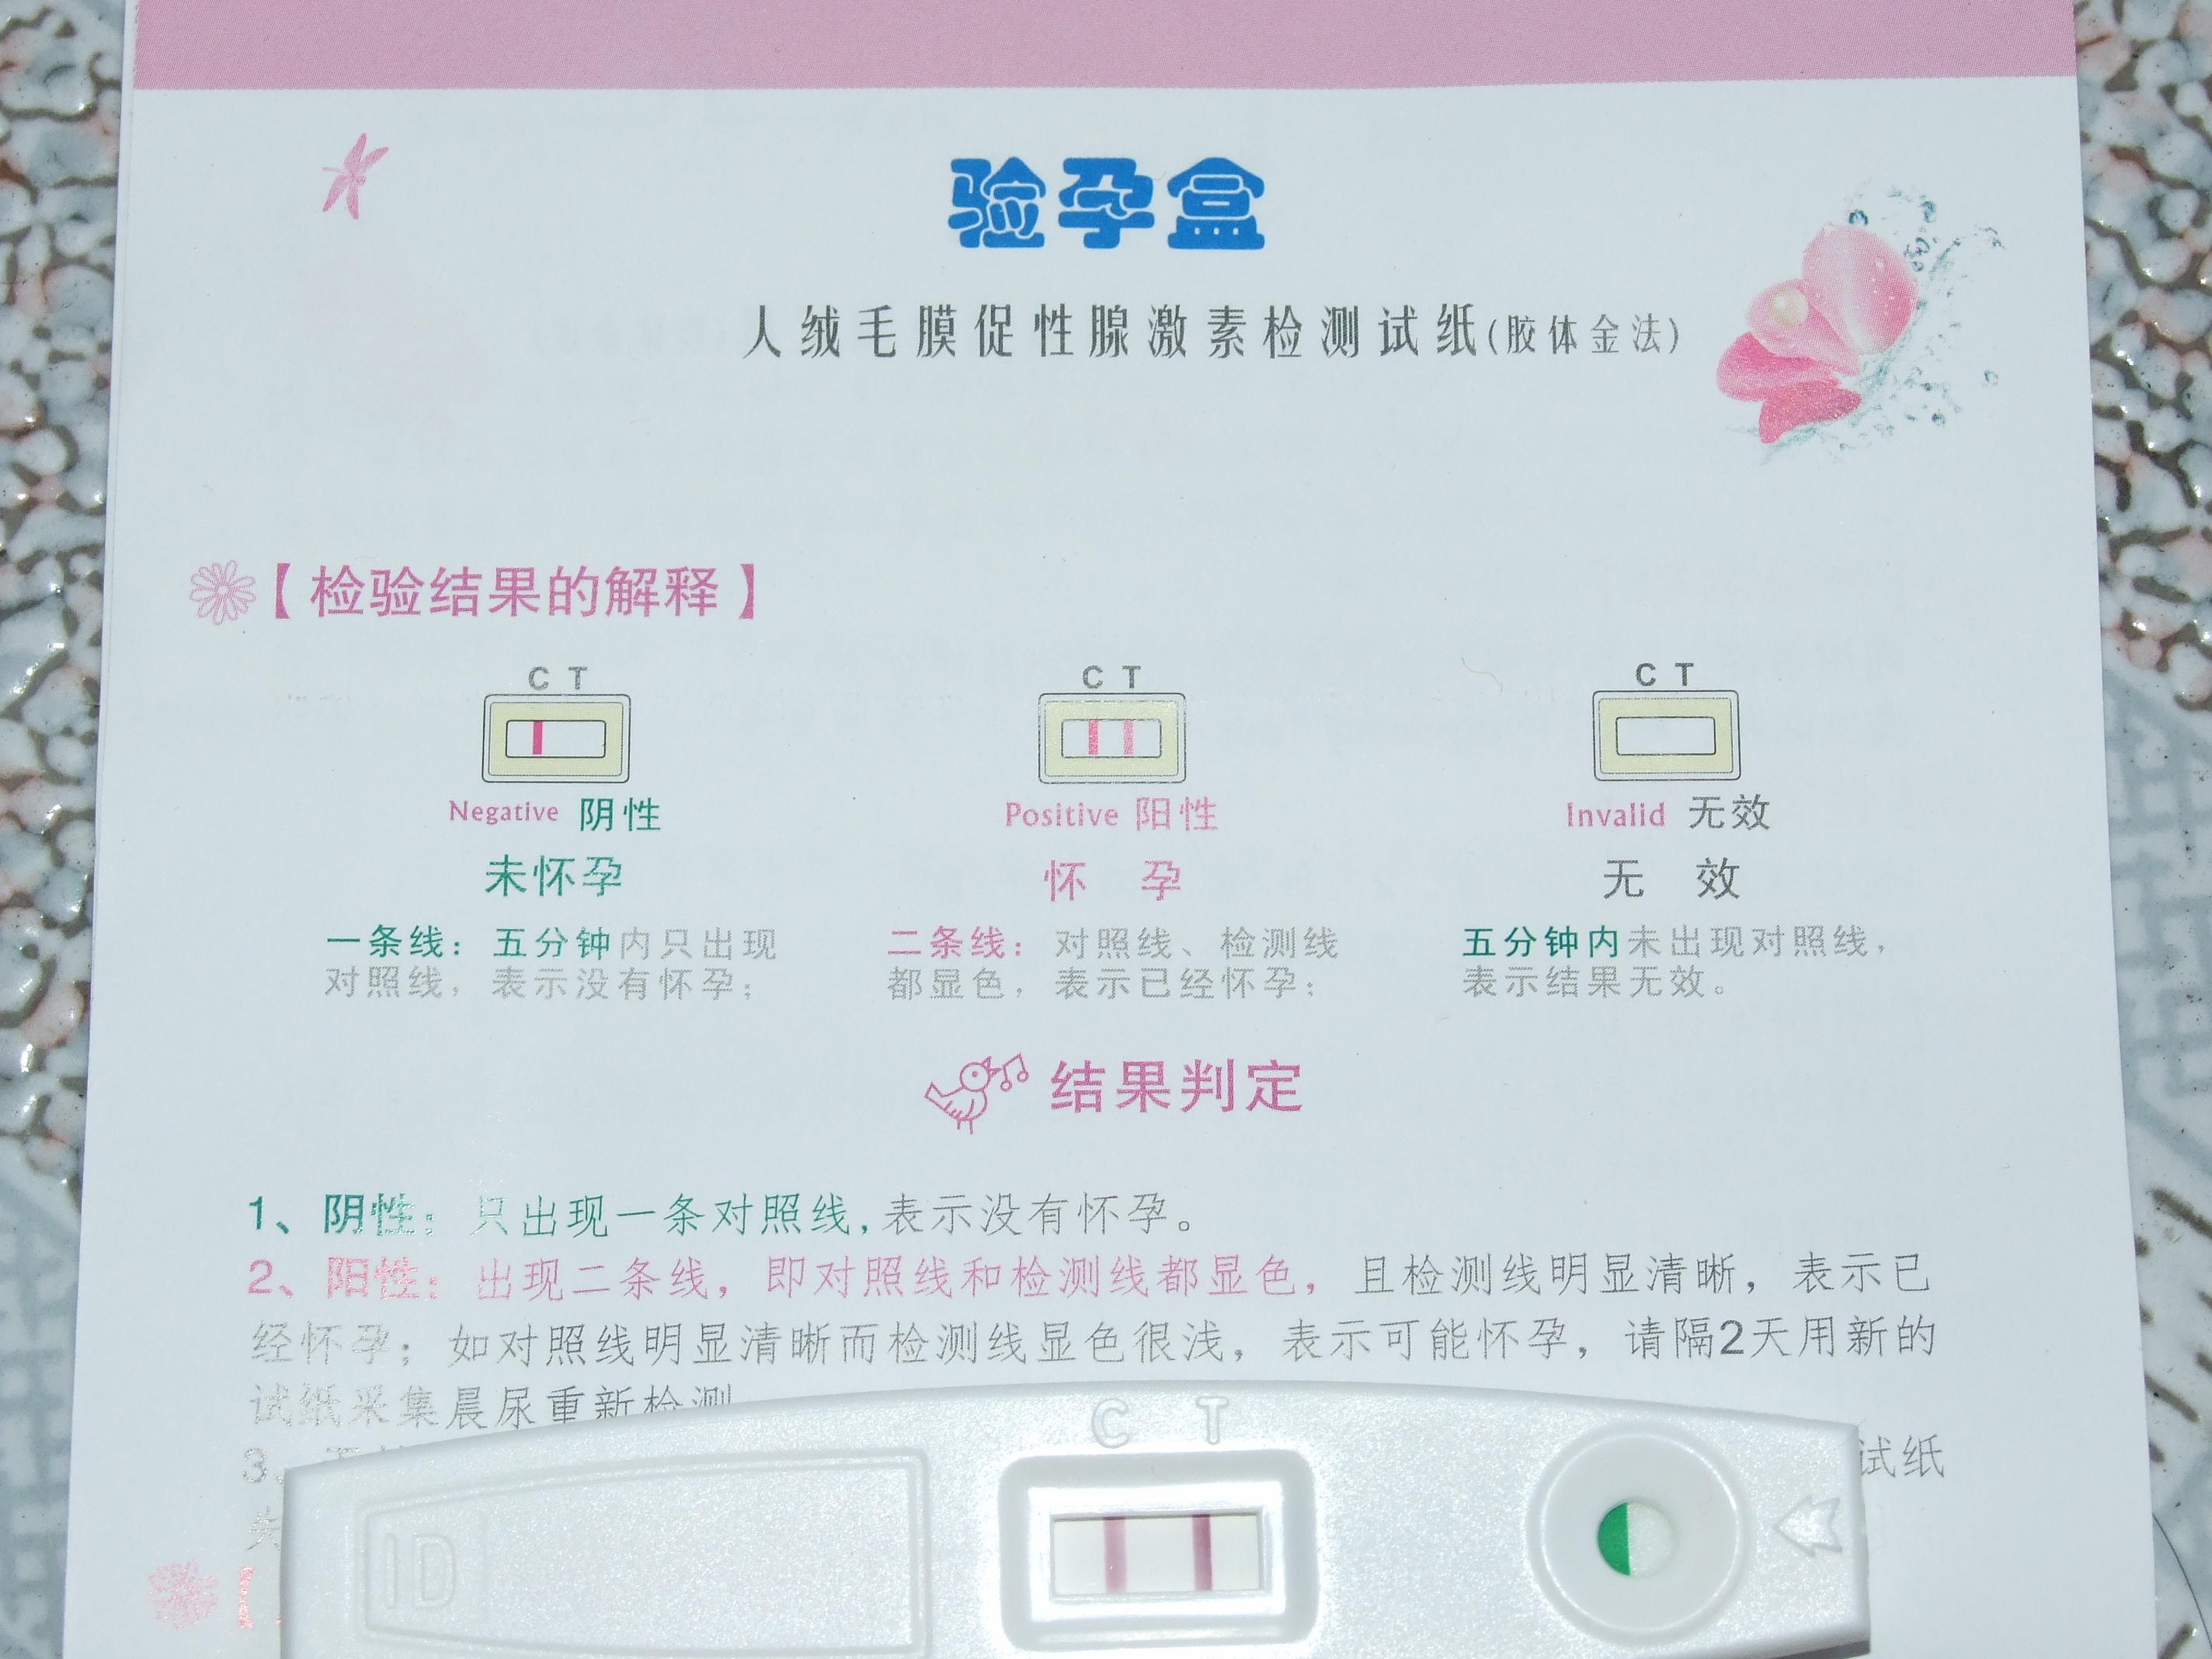 验孕盒
人绒毛膜促性腺激素检测试纸(胶体金法)
【检验结果的解释】
C T
C T
C T
Negative 阴性
Positive 阳性
Invalid 无效
未怀孕
怀 孕
无 效
一条线：五分钟内只出现
对照线，表示没有怀孕；
二条线：对照线、检测线
都显色，表示已经怀孕；
五分钟内未出现对照线，
表示结果无效。
结果判定
1、阴性：只出现一条对照线,表示没有怀孕。
2、阳性：出现二条线，即对照线和检测线都显色，且检测线明显清晰，表示已
经怀孕；如对照线明显清晰而检测线显色很浅，表示可能怀孕，请隔2天用新的
试纸采集晨尿重新检测
3、
试纸
C T
ID
【